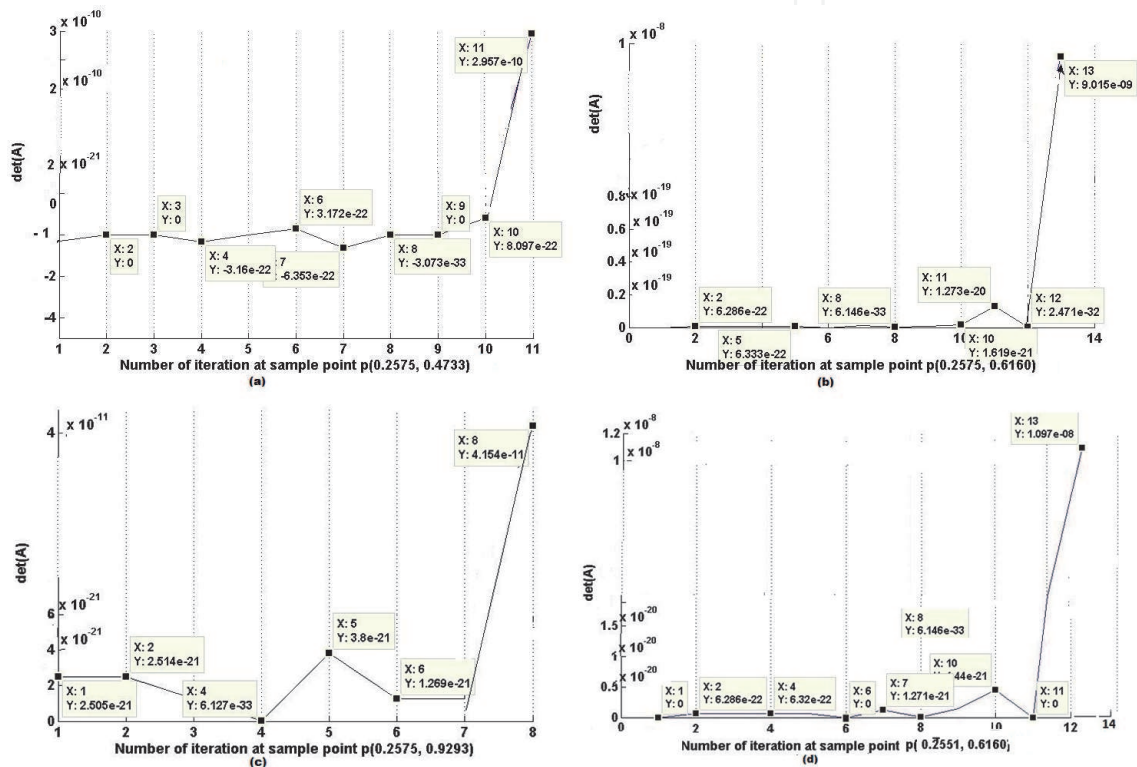 3 x 10-10
X: 11
Y: 2.957e-10
x 10-10
2
2 x 10-21
det(A)
0
- 1
-2
-4
X: 2
Y: 0
X: 3
Y: 0
X: 4
Y: -3.16e-22
X: 6
Y: 3.172e-22
7
-6.353e-22
X: 8
Y: -3.073e-33
X: 9
Y: 0
X: 10
Y: 8.097e-22
1 2 3 4 5 6 7 8 9 10 11
Number of iteration at sample point p(0.2575, 0.4733)
(a)
1 x 10-8
X: 13
Y: 9.015e-09
det(A)
0.8 x 10-19
0.6 x 10-19
0.4 x 10-19
x 10-19
0.2
0
X: 2
Y: 6.286e-22
X: 5
Y: 6.333e-22
X: 8
Y: 6.146e-33
X: 11
Y: 1.273e-20
X: 10
Y: 1.619e-21
X: 12
Y: 2.471e-32
0 2 4 6 8 10 12 14
Number of iteration at sample point p(0.2575, 0.6160)
(b)
4 x 10-11
X: 8
Y: 4.154e-11
det(A)
x 10-21
6
x 10-21
4
2
0
X: 1
Y: 2.505e-21
X: 2
Y: 2.514e-21
X: 4
Y: 6.127e-33
X: 5
Y: 3.8e-21
X: 6
Y: 1.269e-21
1 2 3 4 5 6 7 8
Number of iteration at sample point p(0.2575, 0.9293)
(c)
1.2 x 10-8
1 x 10-8
X: 13
Y: 1.097e-08
det(A)
2 x 10-20
1.5
x 10-20
1
x 10-20
0.5
0
X: 1
Y: 0
X: 2
Y: 6.286e-22
X: 4
Y: 6.32e-22
X: 6
Y: 0
X: 7
Y: 1.271e-21
X: 8
Y: 6.146e-33
X: 10
44e-21
X: 11
Y: 0
0 2 4 6 8 10 12 14
Number of iteration at sample point p( 0.2551, 0.6160)
(d)